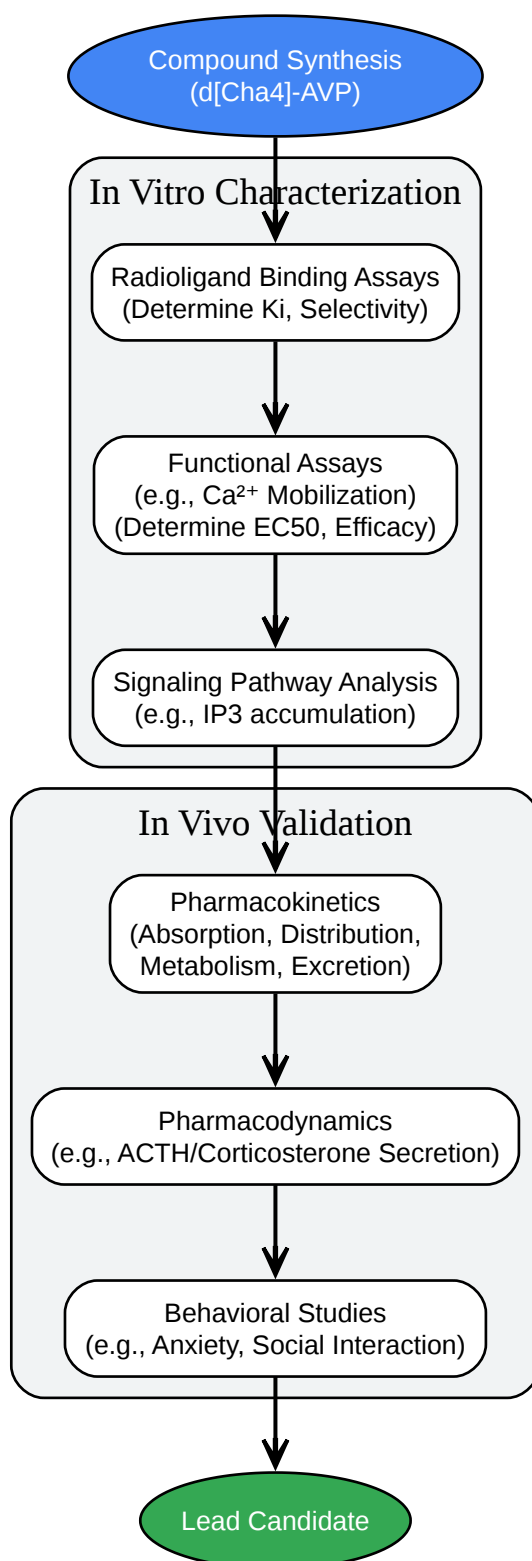 Compound Synthesis
(d[Cha4]-AVP)
In Vitro Characterization
Radioligand Binding Assays
(Determine Ki, Selectivity)
Functional Assays
(e.g., Ca²⁺ Mobilization)
(Determine EC50, Efficacy)
Signaling Pathway Analysis
(e.g., IP3 accumulation)
In Vivo Validation
Pharmacokinetics
(Absorption, Distribution,
Metabolism, Excretion)
Pharmacodynamics
(e.g., ACTH/Corticosterone Secretion)
Behavioral Studies
(e.g., Anxiety, Social Interaction)
Lead Candidate